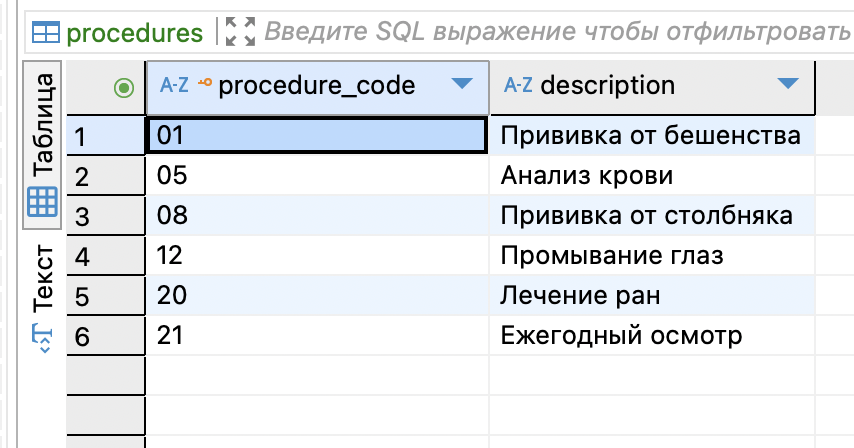 procedures Введите SQL выражение чтобы отфильтровать
A-Z procedure_code A-Z description
1 01 Прививка от бешенства
2 05 Анализ крови
3 08 Прививка от столбняка
4 12 Промывание глаз
5 20 Лечение ран
6 21 Ежегодный осмотр
Таблица
Текст